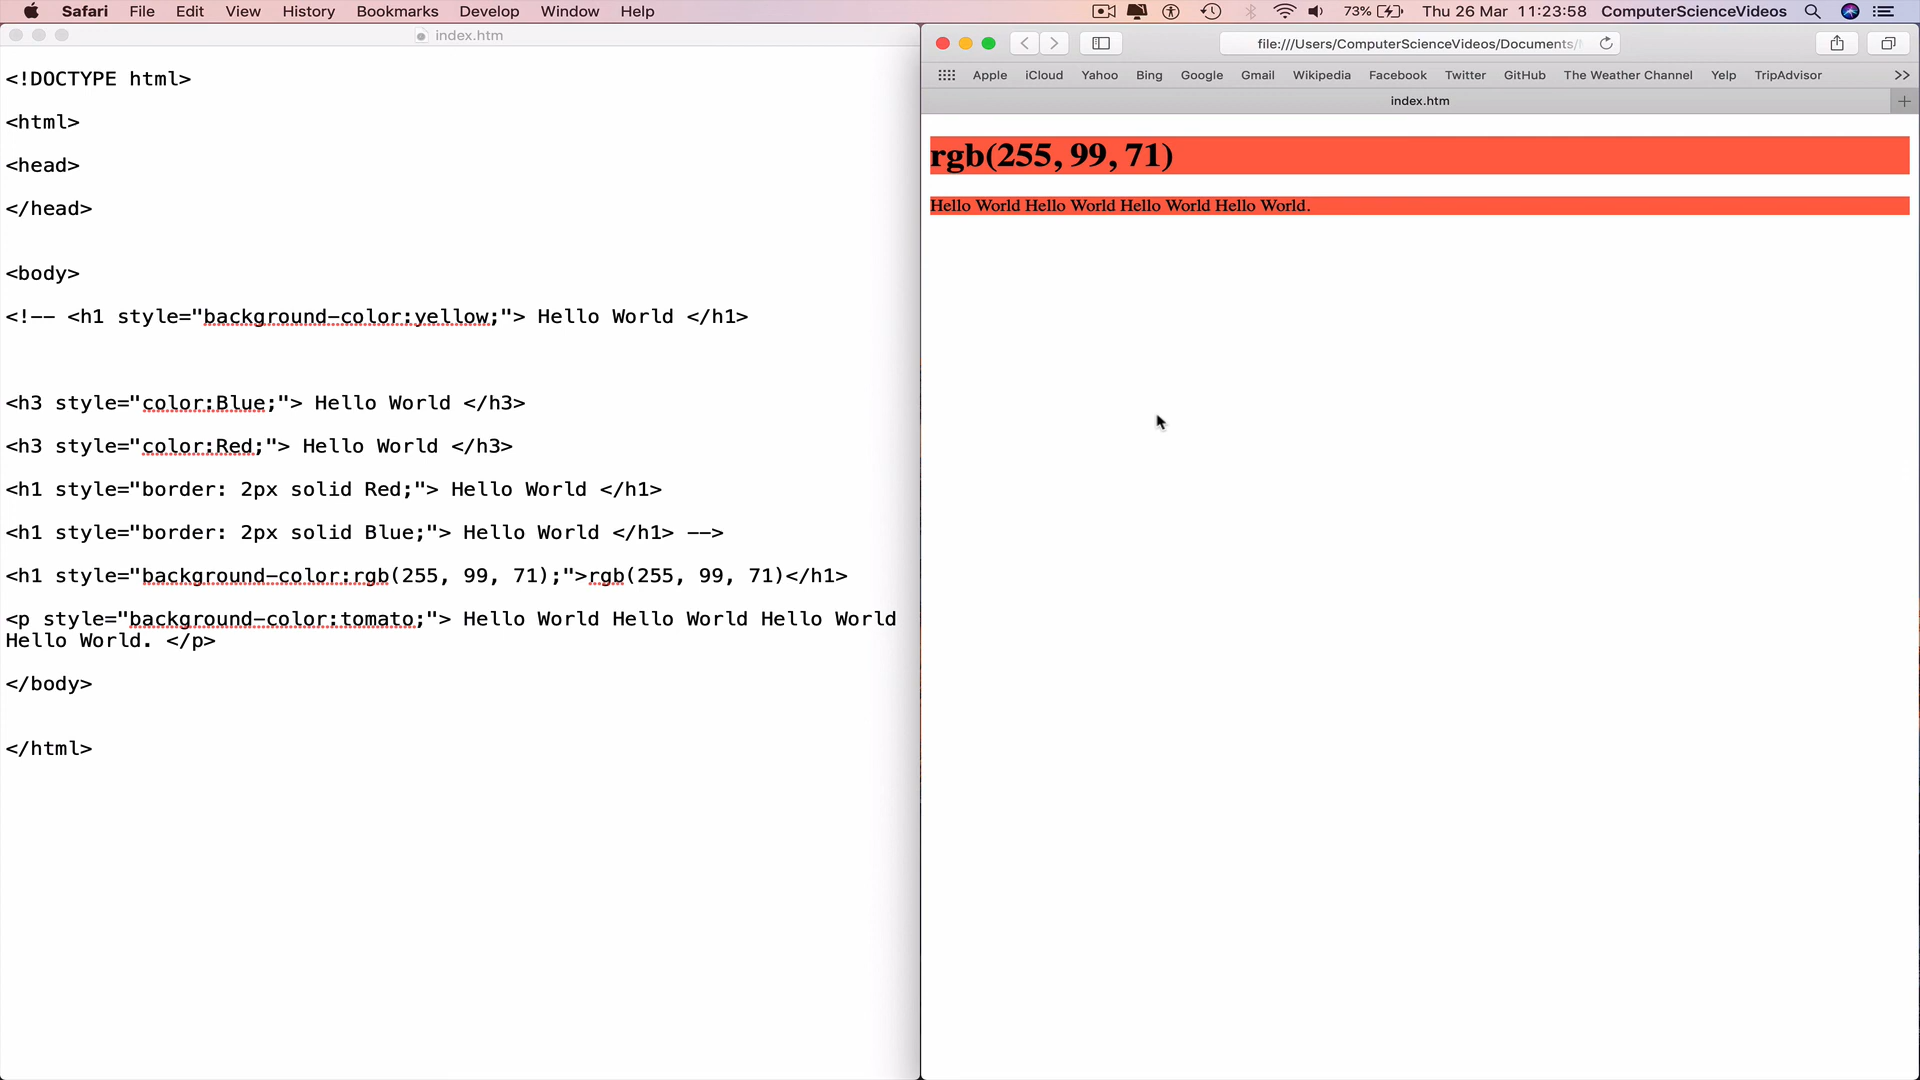 Safari File Edit View History Bookmarks Develop Window Help 73% Thu 26 Mar 11:23:58 ComputerScienceVideos
index.htm
<!DOCTYPE html>
<html>
<head>
</head>
<body>
<!-- <h1 style="background-color:yellow;"> Hello World </h1>
<h3 style="color:Blue;"> Hello World </h3>
<h3 style="color:Red;"> Hello World </h3>
<h1 style="border: 2px solid Red;"> Hello World </h1>
<h1 style="border: 2px solid Blue;"> Hello World </h1> -->
<h1 style="background-color:rgb(255, 99, 71);">rgb(255, 99, 71)</h1>
<p style="background-color:tomato;"> Hello World Hello World Hello World
Hello World. </p>
</body>
</html>
file:///Users/ComputerScienceVideos/Documents/
Apple iCloud Yahoo Bing Google Gmail Wikipedia Facebook Twitter GitHub The Weather Channel Yelp TripAdvisor
index.htm
rgb(255, 99, 71)
Hello World Hello World Hello World Hello World.